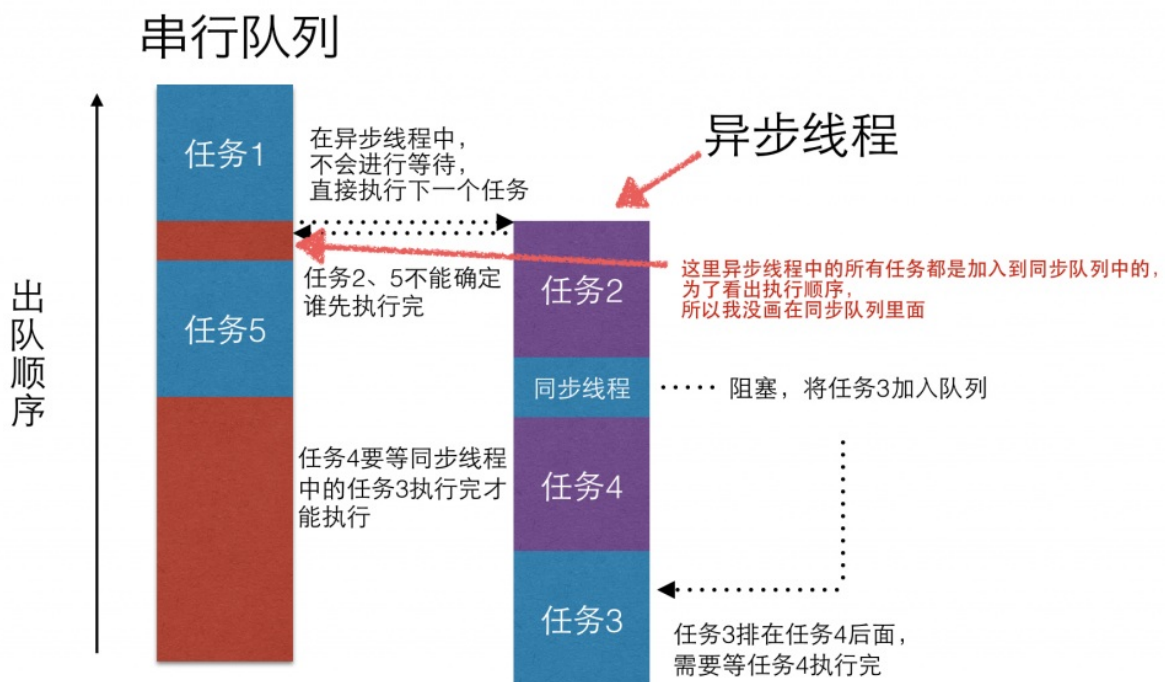 串行队列
任务1
在异步线程中，
不会进行等待，
直接执行下一个任务
异步线程
任务2、5不能确定
谁先执行完
任务2
这里异步线程中的所有任务都是加入到同步队列中的，
为了看出执行顺序，
所以我没画在同步队列里面
出队顺序
任务5
同步线程
阻塞，将任务3加入队列
任务4要等同步线程
中的任务3执行完才
能执行
任务4
任务3
任务3排在任务4后面，
需要等任务4执行完